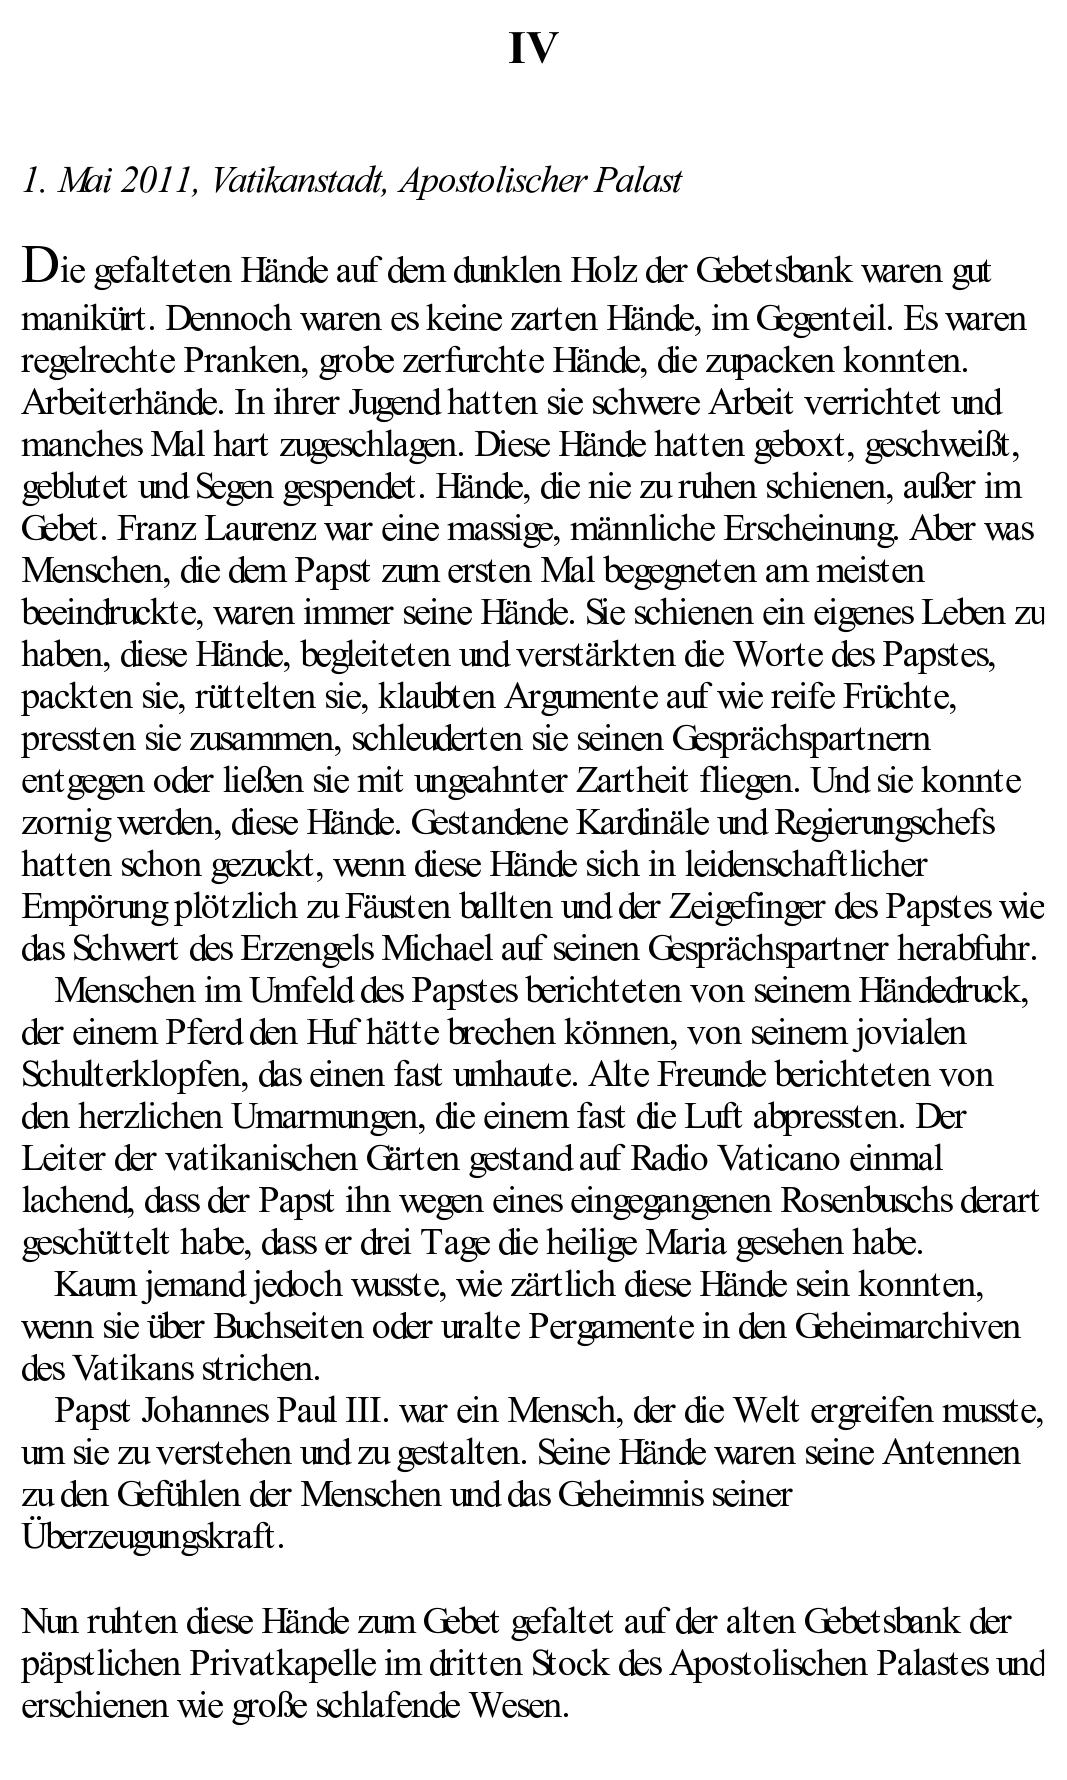 IV
1. Mai 2011, Vatikanstadt, Apostolischer Palast
Die gefalteten Hände auf dem dunklen Holz der Gebetsbank waren gut
manikürt. Dennoch waren es keine zarten Hände, im Gegenteil. Es waren
regelrechte Pranken, grobe zerfurchte Hände, die zupacken konnten.
Arbeiterhände. In ihrer Jugend hatten sie schwere Arbeit verrichtet und
manches Mal hart zugeschlagen. Diese Hände hatten geboxt, geschweißt,
geblutet und Segen gespendet. Hände, die nie zu ruhen schienen, außer im
Gebet. Franz Laurenz war eine massige, männliche Erscheinung. Aber was
Menschen, die dem Papst zum ersten Mal begegneten am meisten
beeindruckte, waren immer seine Hände. Sie schienen ein eigenes Leben zu
haben, diese Hände, begleiteten und verstärkten die Worte des Papstes,
packten sie, rüttelten sie, klaubten Argumente auf wie reife Früchte,
pressten sie zusammen, schleuderten sie seinen Gesprächspartnern
entgegen oder ließen sie mit ungeahnter Zartheit fliegen. Und sie konnte
zornig werden, diese Hände. Gestandene Kardinäle und Regierungschefs
hatten schon gezuckt, wenn diese Hände sich in leidenschaftlicher
Empörung plötzlich zu Fäusten ballten und der Zeigefinger des Papstes wie
das Schwert des Erzengels Michael auf seinen Gesprächspartner herabfuhr.
Menschen im Umfeld des Papstes berichteten von seinem Händedruck,
der einem Pferd den Huf hätte brechen können, von seinem jovialen
Schulterklopfen, das einen fast umhaute. Alte Freunde berichteten von
den herzlichen Umarmungen, die einem fast die Luft abpressten. Der
Leiter der vatikanischen Gärten gestand auf Radio Vaticano einmal
lachend, dass der Papst ihn wegen eines eingegangenen Rosenbuschs derart
geschüttelt habe, dass er drei Tage die heilige Maria gesehen habe.
Kaum jemand jedoch wusste, wie zärtlich diese Hände sein konnten,
wenn sie über Buchseiten oder uralte Pergamente in den Geheimarchiven
des Vatikans strichen.
Papst Johannes Paul III. war ein Mensch, der die Welt ergreifen musste,
um sie zu verstehen und zu gestalten. Seine Hände waren seine Antennen
zu den Gefühlen der Menschen und das Geheimnis seiner
Überzeugungskraft.
Nun ruhten diese Hände zum Gebet gefaltet auf der alten Gebetsbank der
päpstlichen Privatkapelle im dritten Stock des Apostolischen Palastes und
erschienen wie große schlafende Wesen.